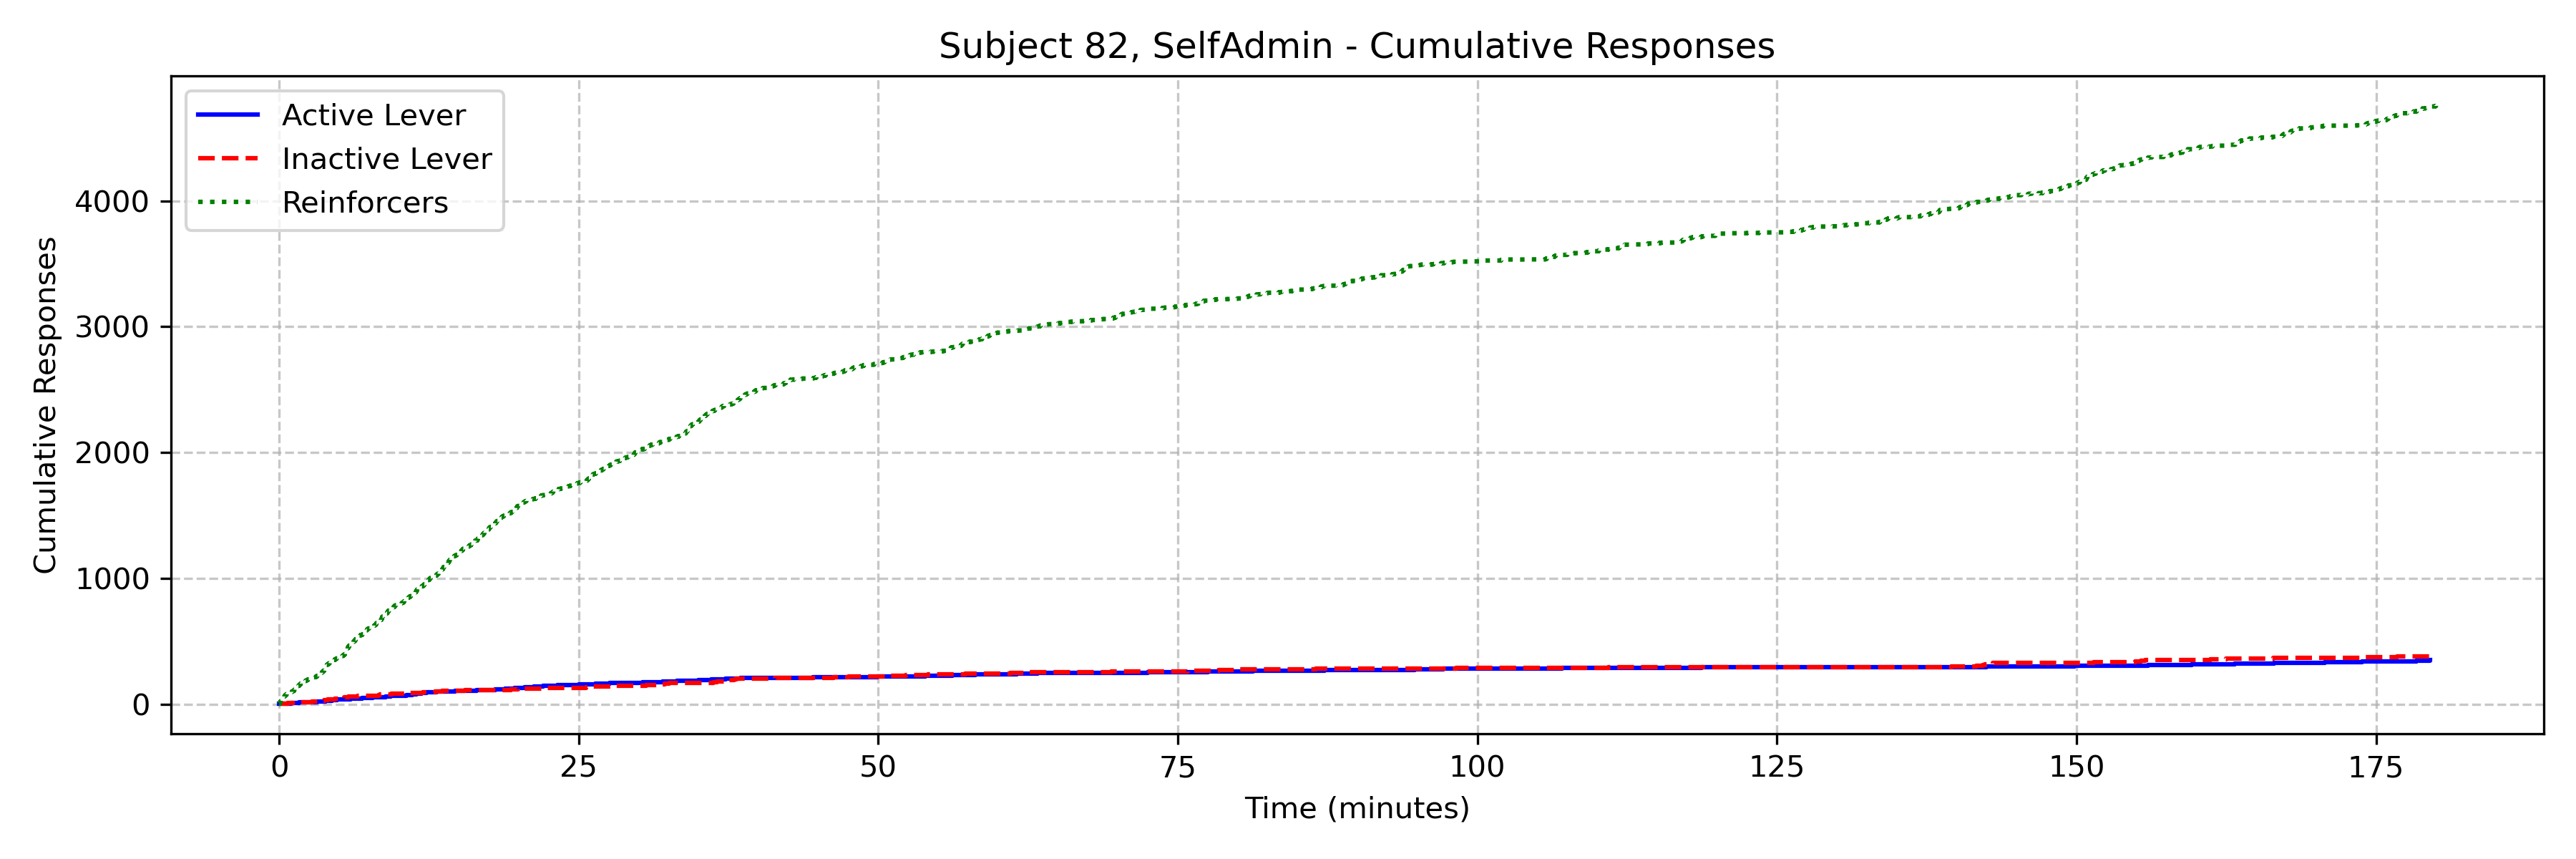 Subject 82, SelfAdmin - Cumulative Responses
Active Lever
Inactive Lever
Reinforcers
Cumulative Responses
4000
3000
2000
1000
0
0 25 50 75 100 125 150 175
Time (minutes)